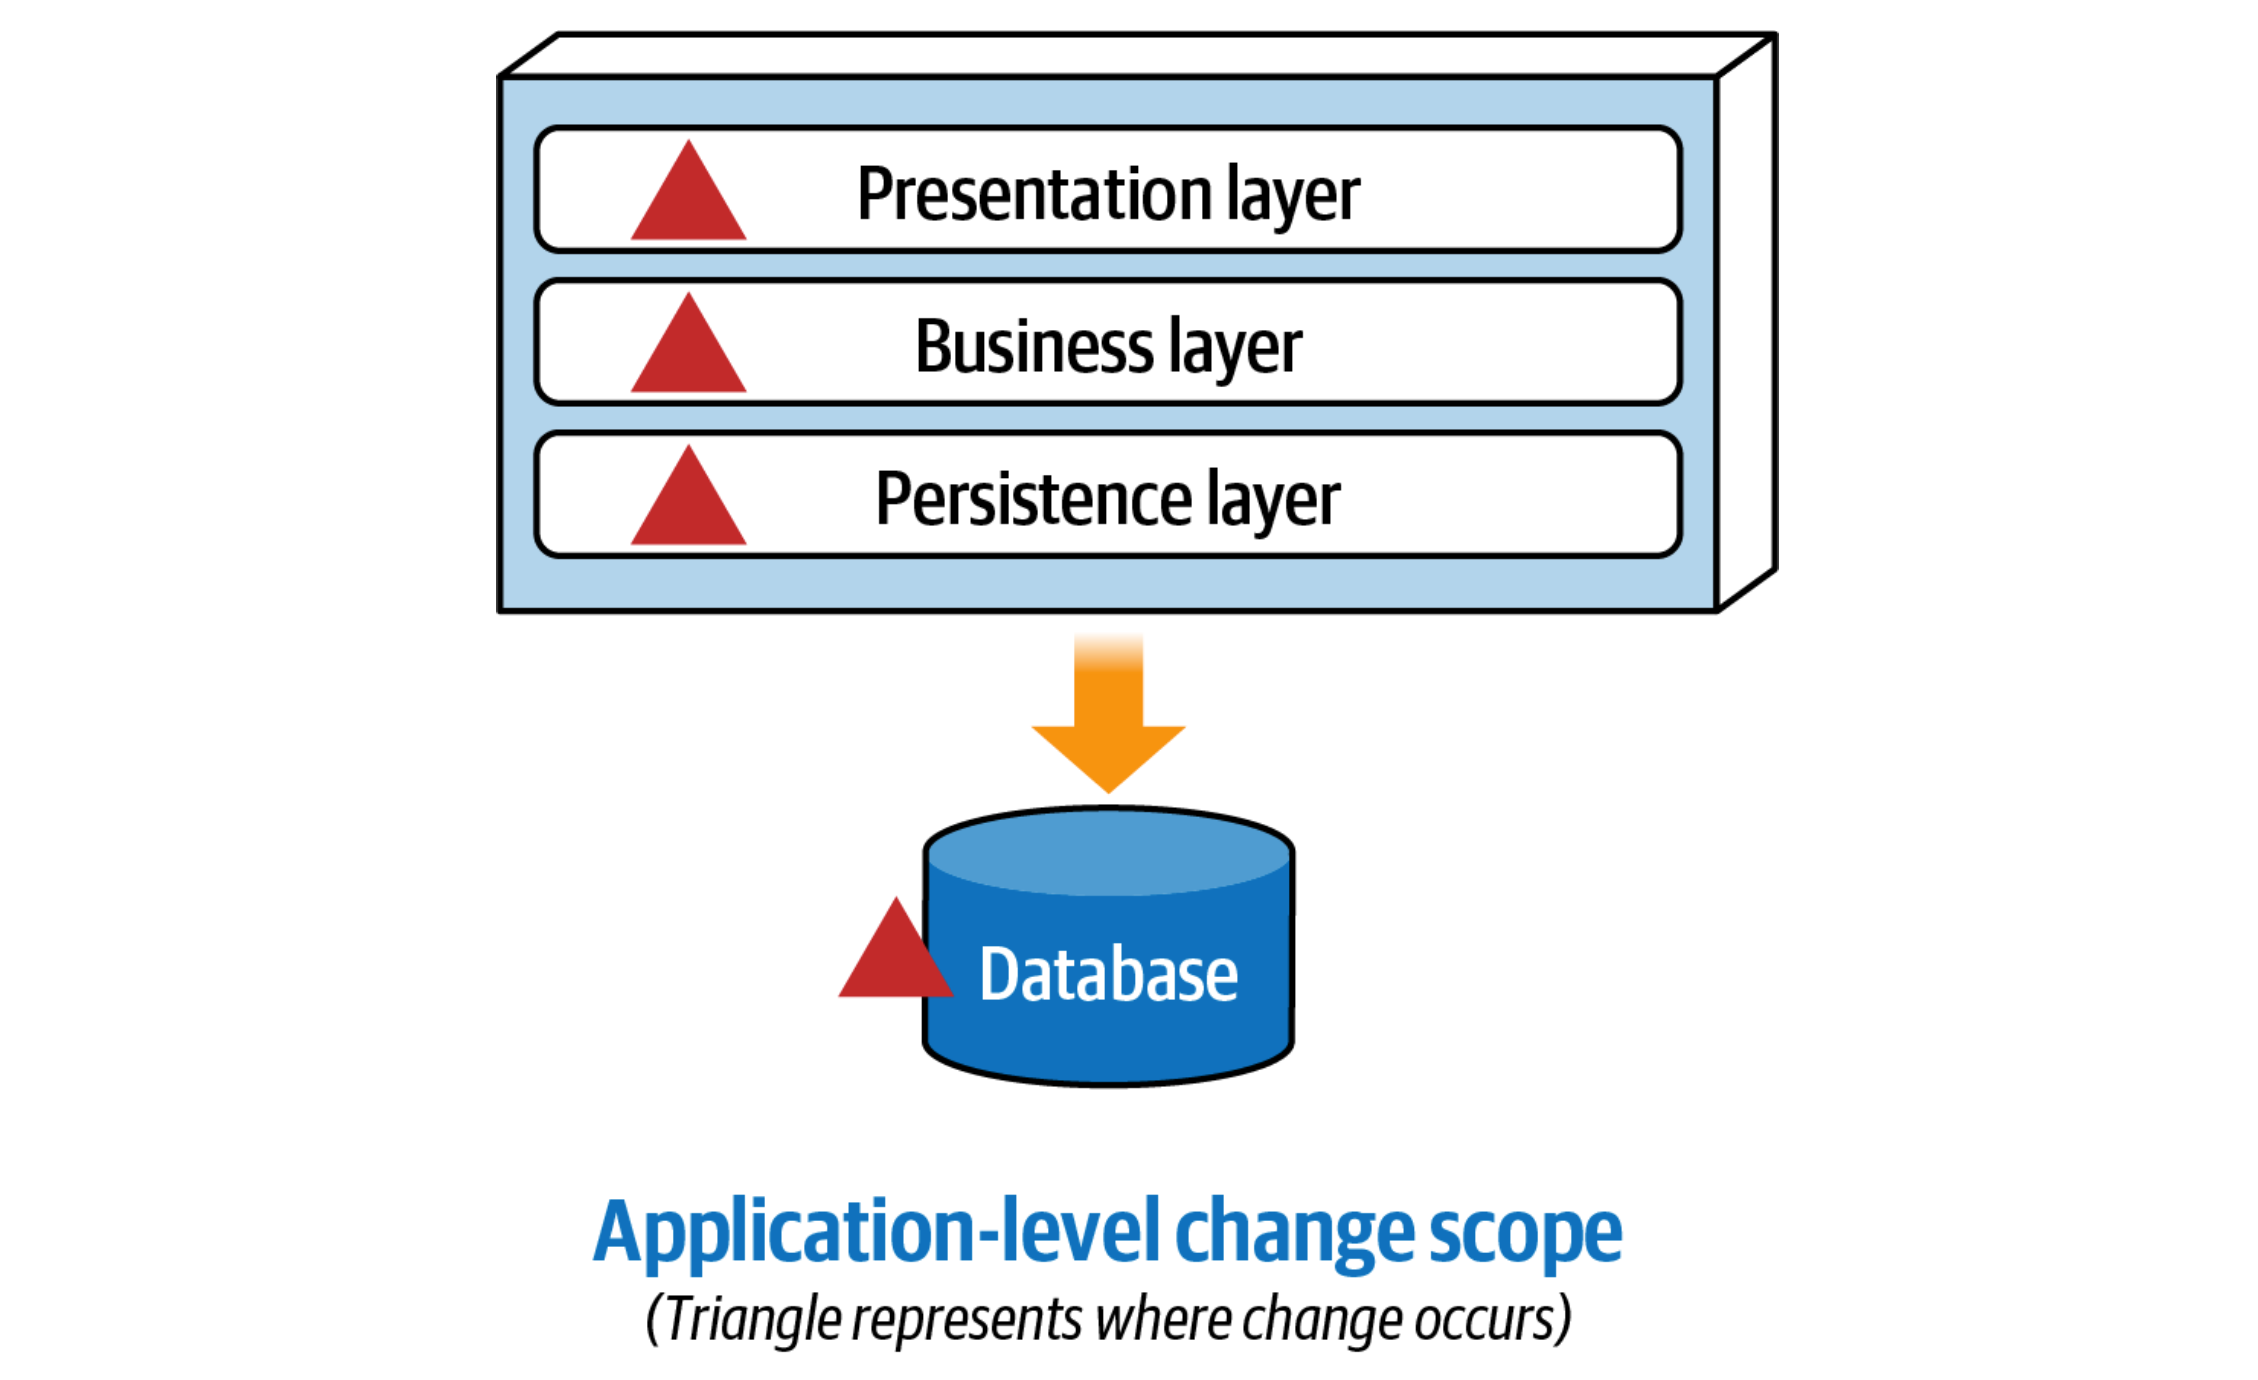 Presentation layer
Business layer
Persistence layer
Database
Application-level change scope
(Triangle represents where change occurs)